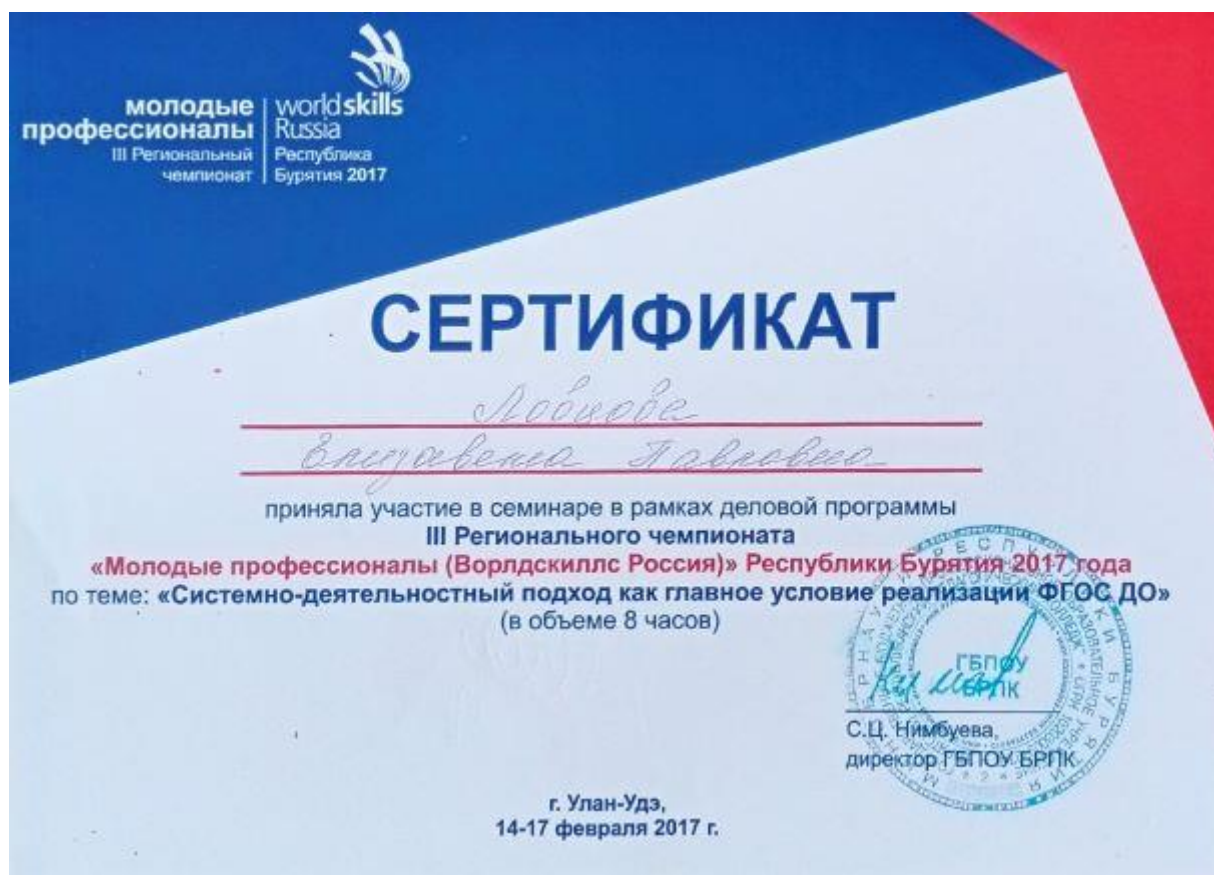 молодые
профессионалы
III Региональный
чемпионат
worldskills
Russia
Республика
Бурятия 2017
СЕРТИФИКАТ
Лобцова
Елизавета Павловна
приняла участие в семинаре в рамках деловой программы
III Регионального чемпионата
«Молодые профессионалы (Ворлдскиллс Россия)» Республики Бурятия 2017 года
по теме: «Системно-деятельностный подход как главное условие реализации ФГОС ДО»
(в объеме 8 часов)
ГБПОУ
БРПК
С.Ц. Нимбуева,
директор ГБПОУ БРПК
г. Улан-Удэ,
14-17 февраля 2017 г.